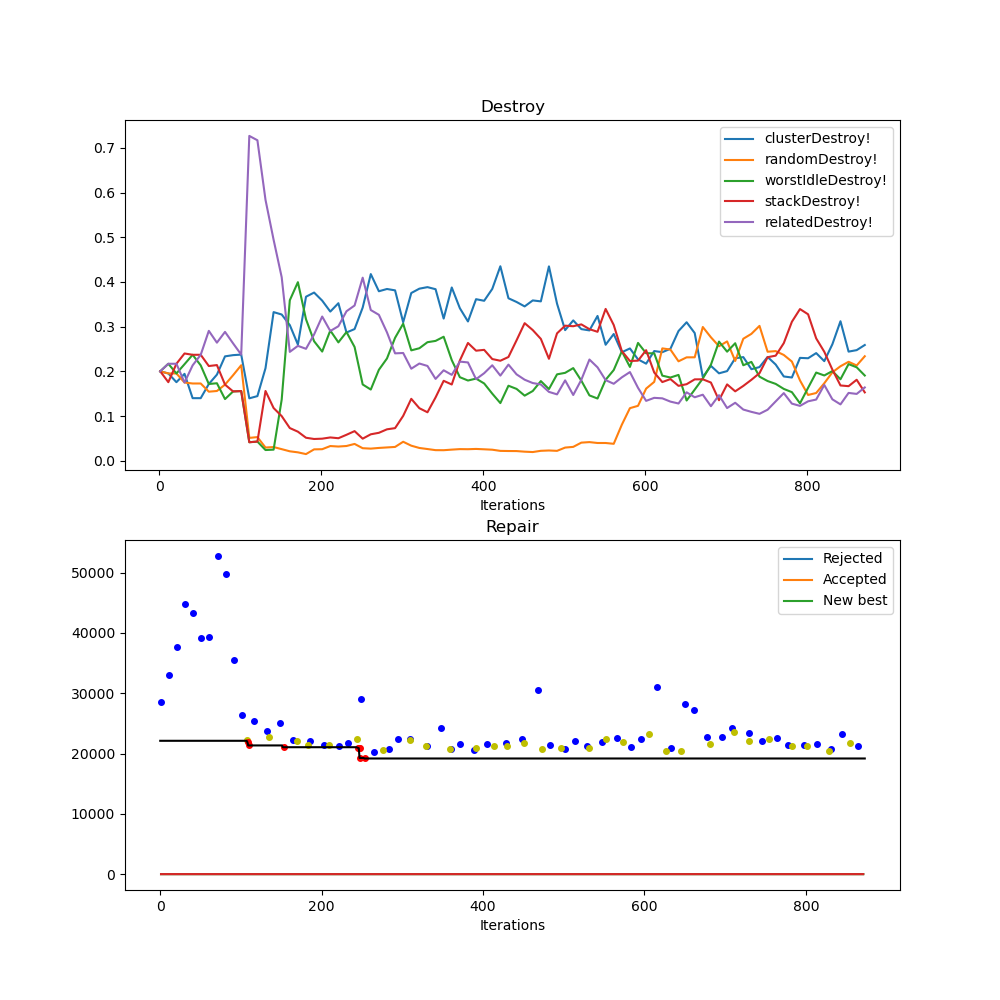 Destroy
0.7
0.6
0.5
0.4
0.3
0.2
0.1
0.0
clusterDestroy!
randomDestroy!
worstIdleDestroy!
stackDestroy!
relatedDestroy!
0 200 400 600 800
Iterations
Repair
50000
40000
30000
20000
10000
0
Rejected
Accepted
New best
0 200 400 600 800
Iterations